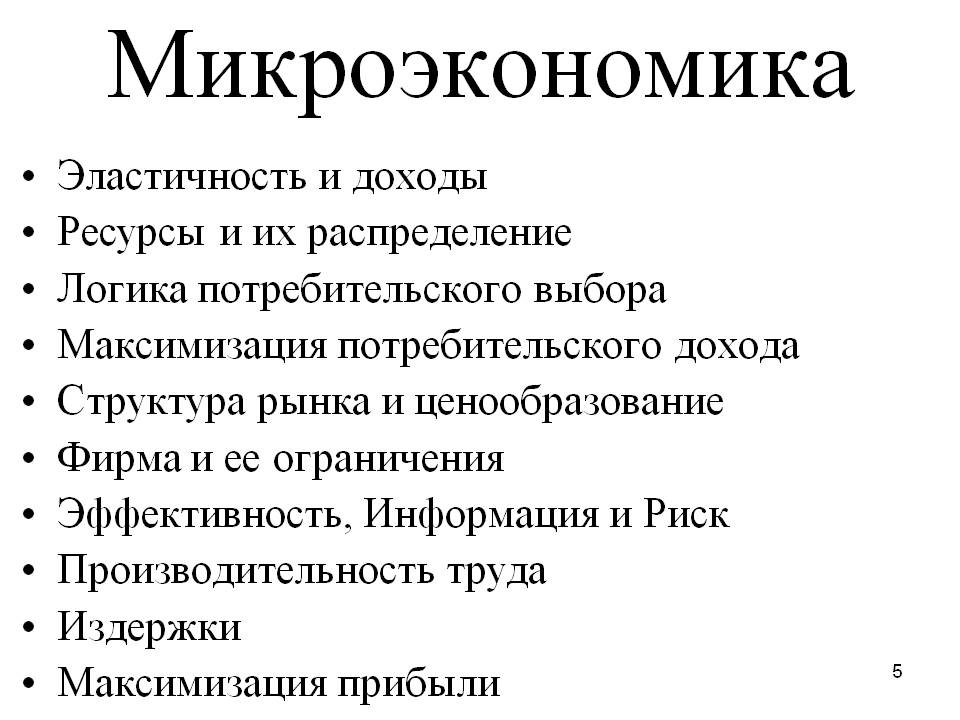 Микроэкономика
• Эластичность и доходы
• Ресурсы и их распределение
• Логика потребительского выбора
• Максимизация потребительского дохода
• Структура рынка и ценообразование
• Фирма и ее ограничения
• Эффективность, Информация и Риск
• Производительность труда
• Издержки
• Максимизация прибыли
5